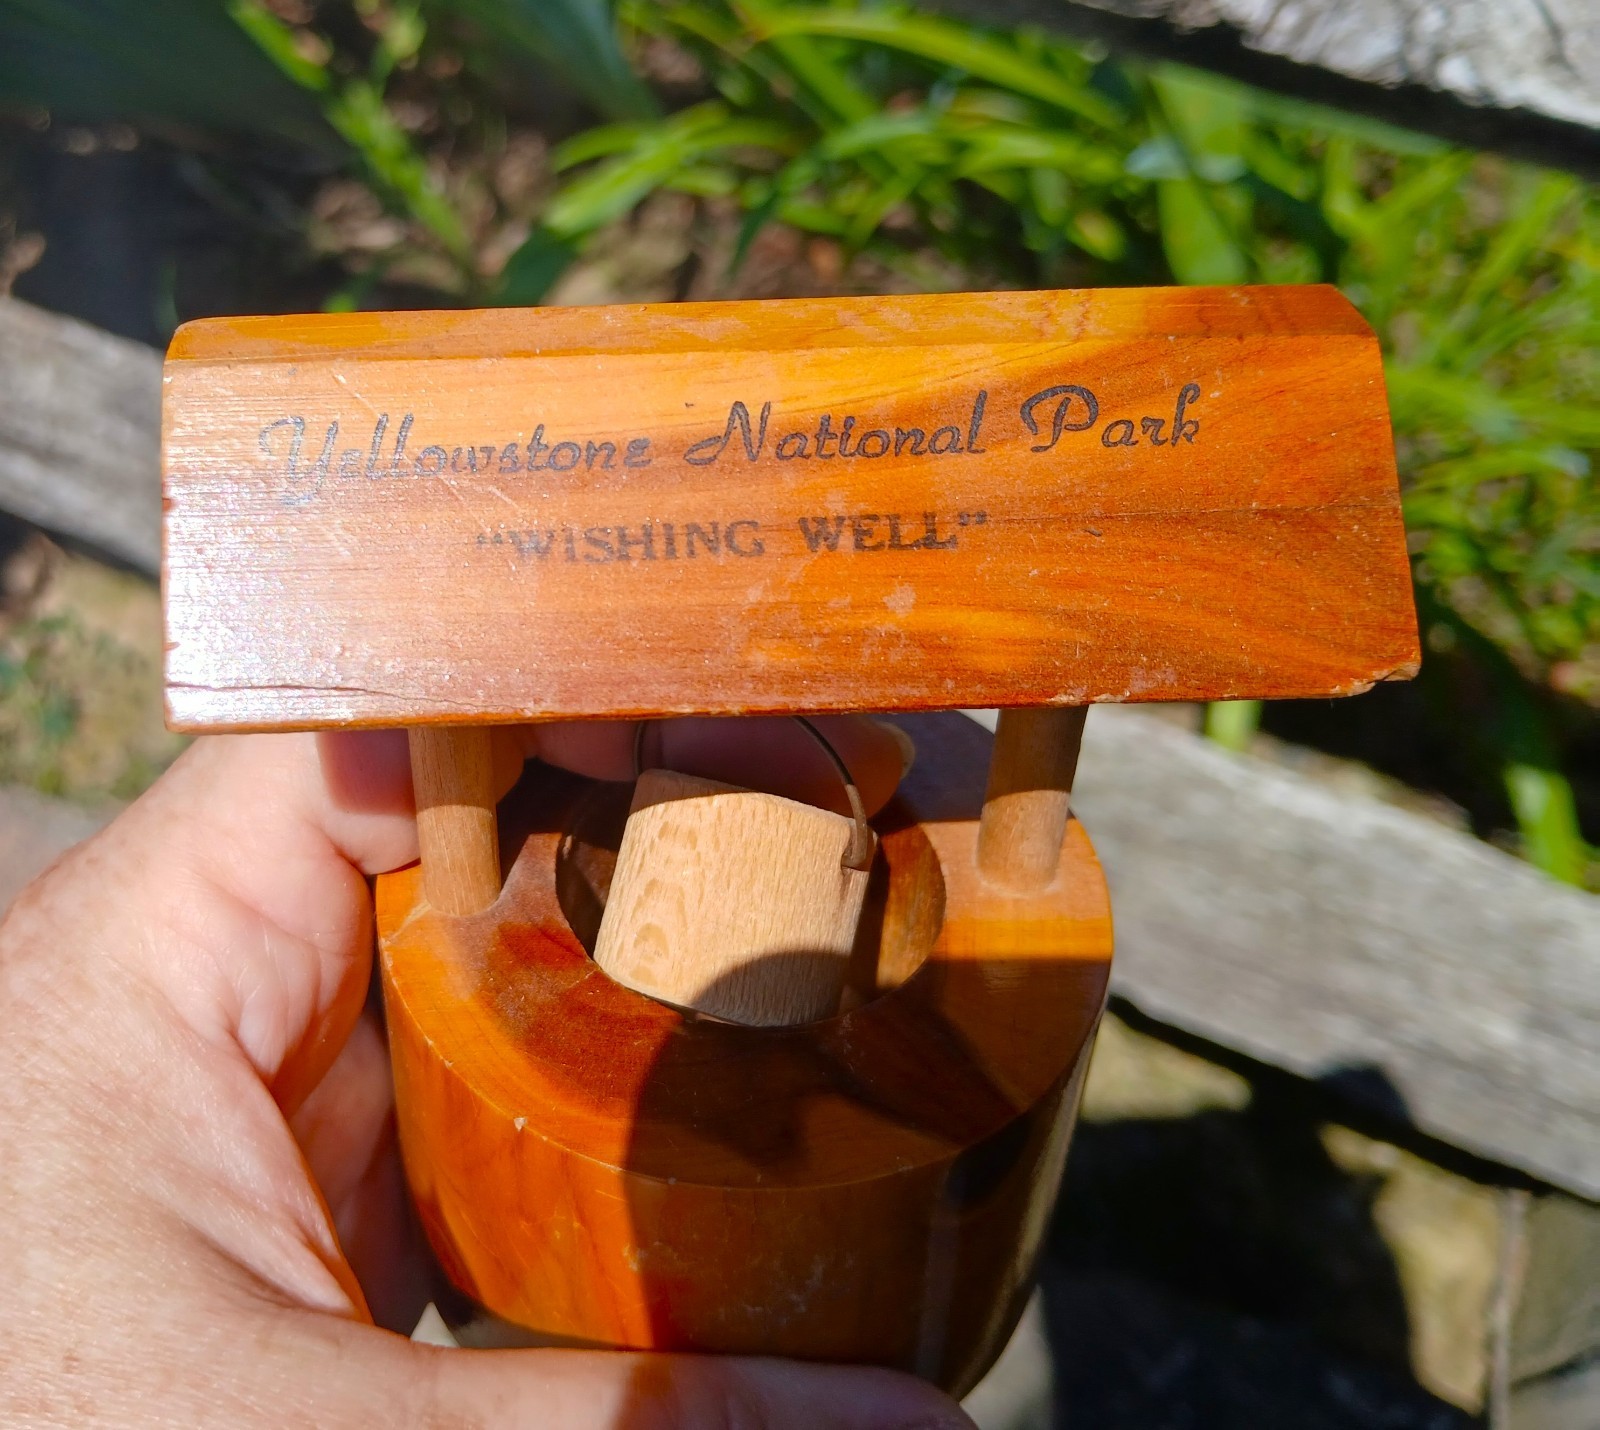 Yellowstone National Park
“WISHING WELL”